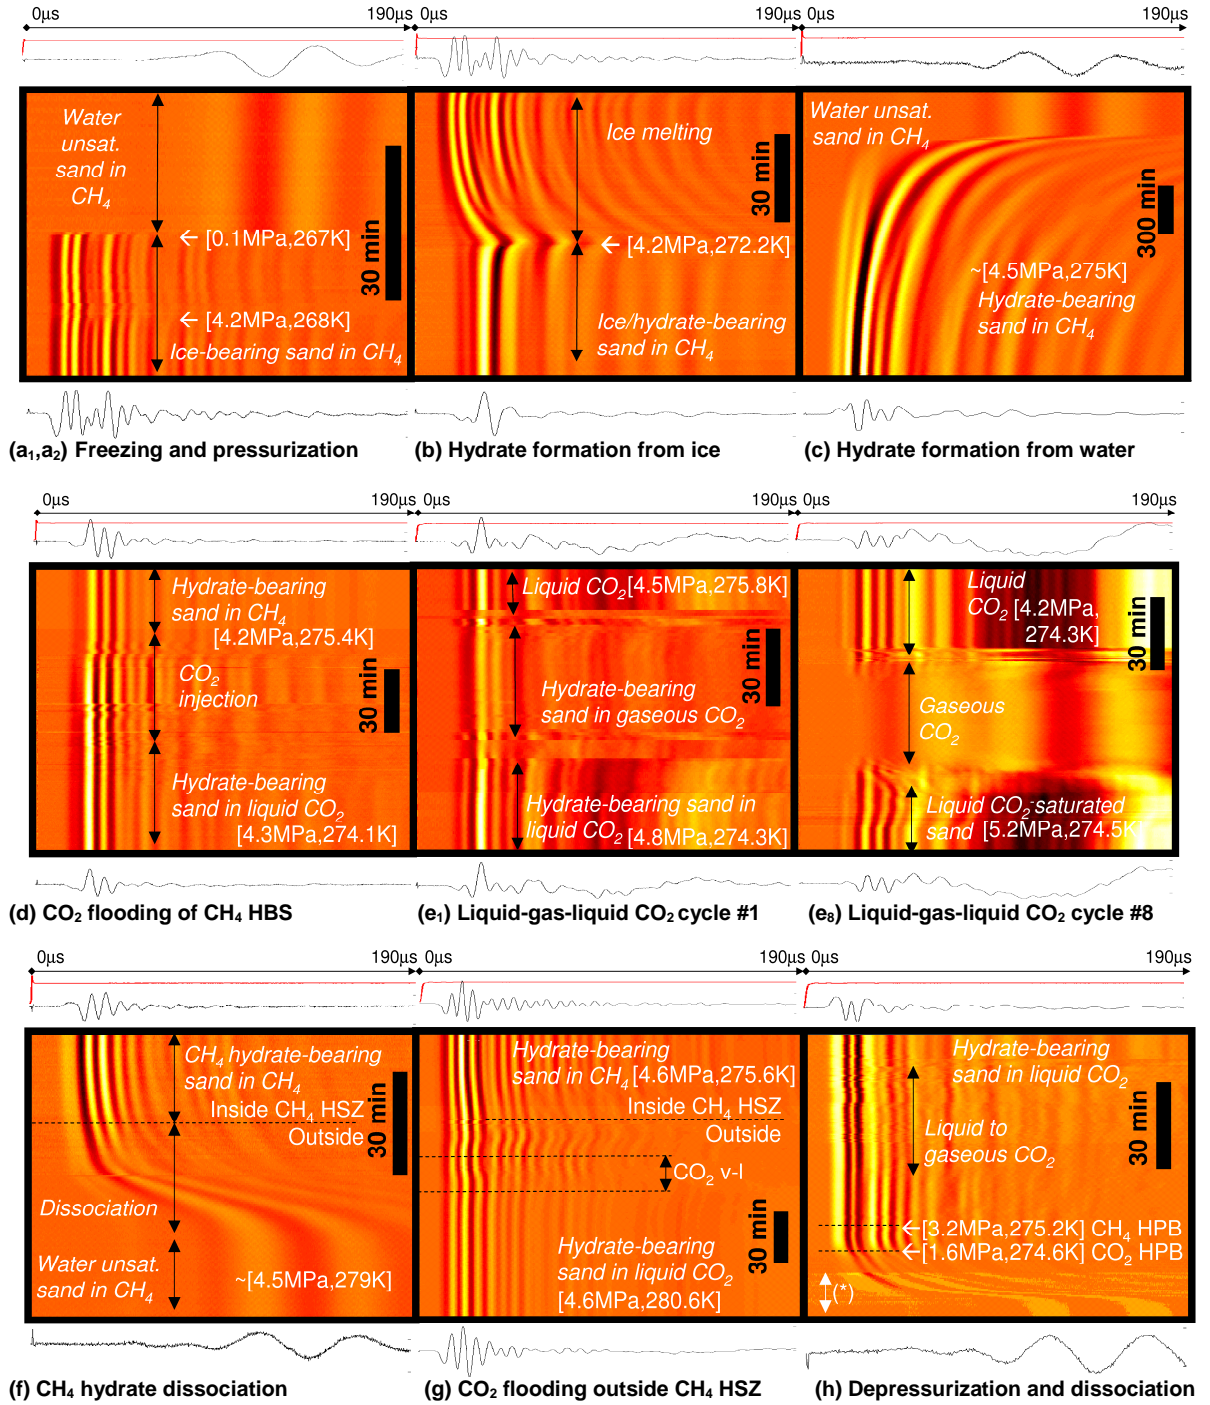 0µs 190µs 0µs 190µs
Water
unsat.
sand in
CH₄
30 min
← [0.1MPa,267K]
← [4.2MPa,268K]
Ice-bearing sand in CH₄
Ice melting
30 min
← [4.2MPa,272.2K]
Ice/hydrate-bearing
sand in CH₄
Water unsat.
sand in CH₄
300 min
~[4.5MPa,275K]
Hydrate-bearing
sand in CH₄
(a₁,a₂) Freezing and pressurization
(b) Hydrate formation from ice
(c) Hydrate formation from water
0µs 190µs 0µs 190µs 0µs 190µs
Hydrate-bearing
sand in CH₄
[4.2MPa,275.4K]
CO₂
injection
30 min
Hydrate-bearing
sand in liquid CO₂
[4.3MPa,274.1K]
Liquid CO₂ [4.5MPa,275.8K]
30 min
Hydrate-bearing
sand in gaseous CO₂
Hydrate-bearing sand in
liquid CO₂ [4.8MPa,274.3K]
Liquid
CO₂ [4.2MPa,
274.3K]
30 min
Gaseous
CO₂
Liquid CO₂-saturated
sand [5.2MPa,274.5K]
(d) CO₂ flooding of CH₄ HBS
(e₁) Liquid-gas-liquid CO₂ cycle #1
(e₈) Liquid-gas-liquid CO₂ cycle #8
0µs 190µs 0µs 190µs 0µs 190µs
CH₄ hydrate-bearing
sand in CH₄
Inside CH₄ HSZ
Outside
30 min
Dissociation
Water unsat.
sand in CH₄
~[4.5MPa,279K]
Hydrate-bearing
sand in CH₄ [4.6MPa,275.6K]
Inside CH₄ HSZ
Outside
CO₂ v-l
30 min
Hydrate-bearing
sand in liquid CO₂
[4.6MPa,280.6K]
Hydrate-bearing
sand in liquid CO₂
30 min
Liquid to
gaseous CO₂
←[3.2MPa,275.2K] CH₄ HPB
←[1.6MPa,274.6K] CO₂ HPB
(*)
(f) CH₄ hydrate dissociation
(g) CO₂ flooding outside CH₄ HSZ
(h) Depressurization and dissociation